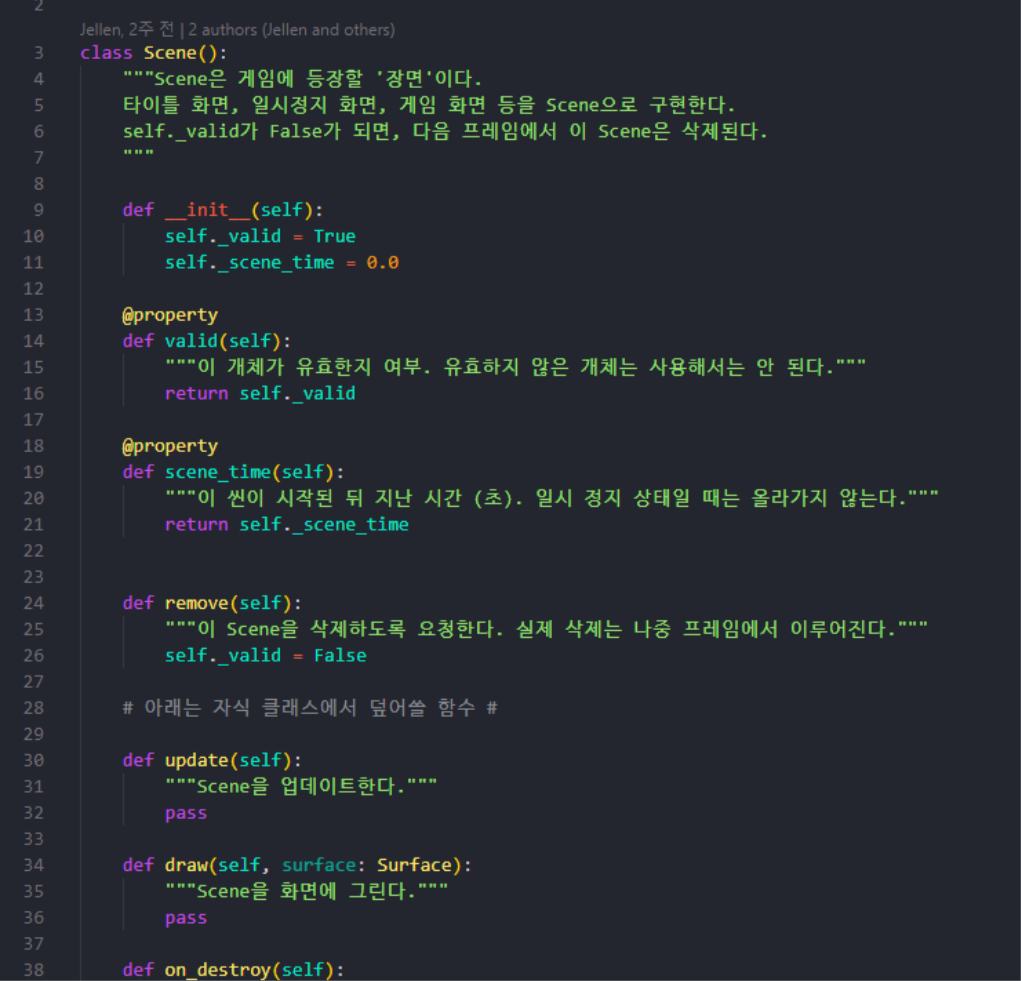 2
Jellen, 2주 전 | 2 authors (Jellen and others)
3 class Scene():
4 """Scene은 게임에 등장할 '장면'이다.
5 타이틀 화면, 일시정지 화면, 게임 화면 등을 Scene으로 구현한다.
6 self._valid가 False가 되면, 다음 프레임에서 이 Scene은 삭제된다.
7 """
8
9 def __init__(self):
10 self._valid = True
11 self._scene_time = 0.0
12
13 @property
14 def valid(self):
15 """이 개체가 유효한지 여부. 유효하지 않은 개체는 사용해서는 안 된다."""
16 return self._valid
17
18 @property
19 def scene_time(self):
20 """이 씬이 시작된 뒤 지난 시간 (초). 일시 정지 상태일 때는 올라가지 않는다."""
21 return self._scene_time
22
23
24 def remove(self):
25 """이 Scene을 삭제하도록 요청한다. 실제 삭제는 나중 프레임에서 이루어진다."""
26 self._valid = False
27
28 # 아래는 자식 클래스에서 덮어쓸 함수 #
29
30 def update(self):
31 """Scene을 업데이트한다."""
32 pass
33
34 def draw(self, surface: Surface):
35 """Scene을 화면에 그린다."""
36 pass
37
38 def on_destroy(self):